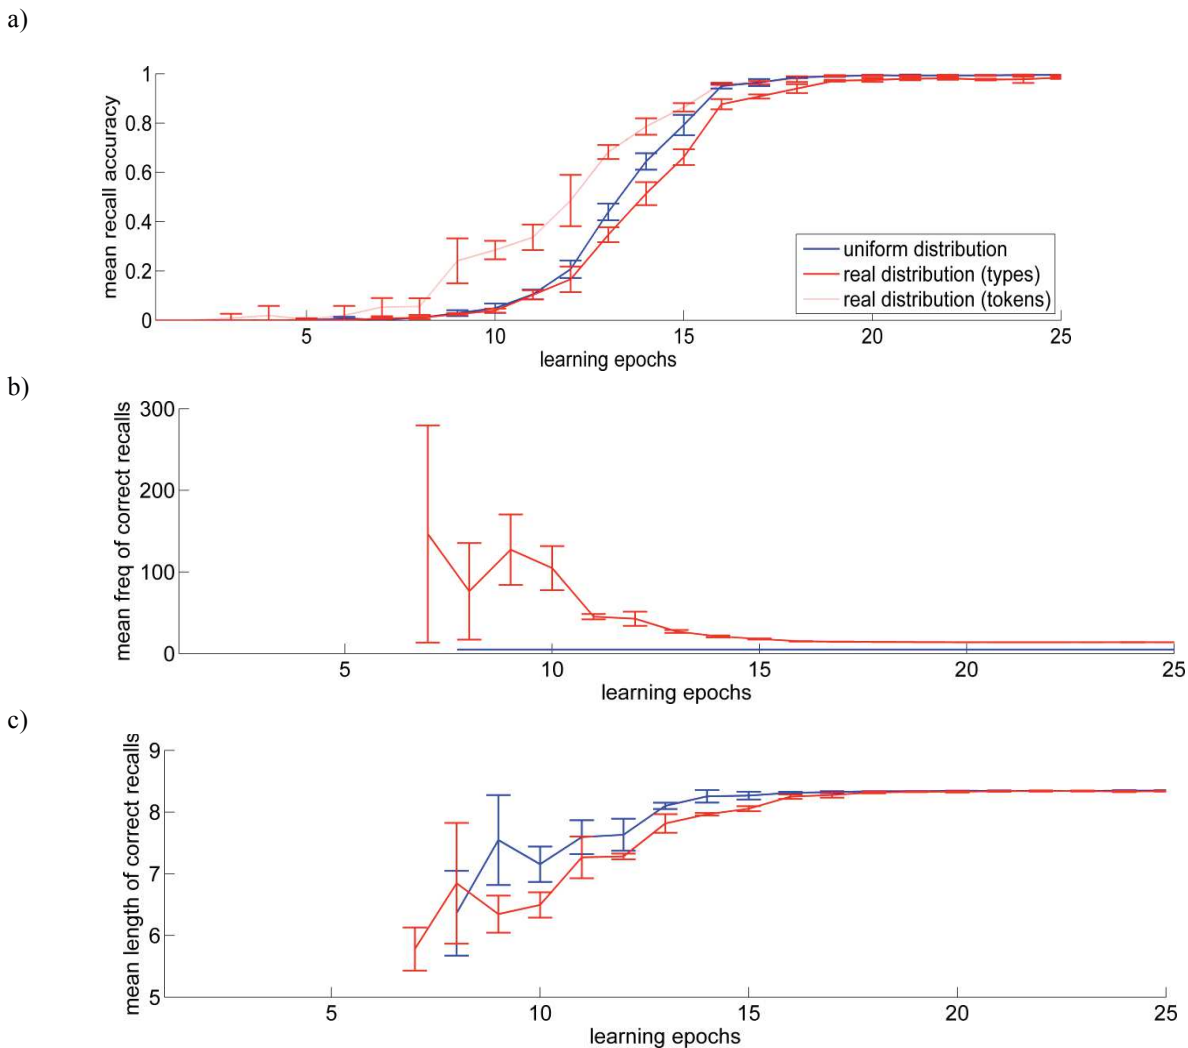 a)
1
0.8
0.6
0.4
0.2
0
mean recall accuracy
uniform distribution
real distribution (types)
real distribution (tokens)
5 10 15 20 25
learning epochs
b)
300
200
100
0
mean freq of correct recalls
5 10 15 20 25
learning epochs
c)
9
8
7
6
5
mean length of correct recalls
5 10 15 20 25
learning epochs